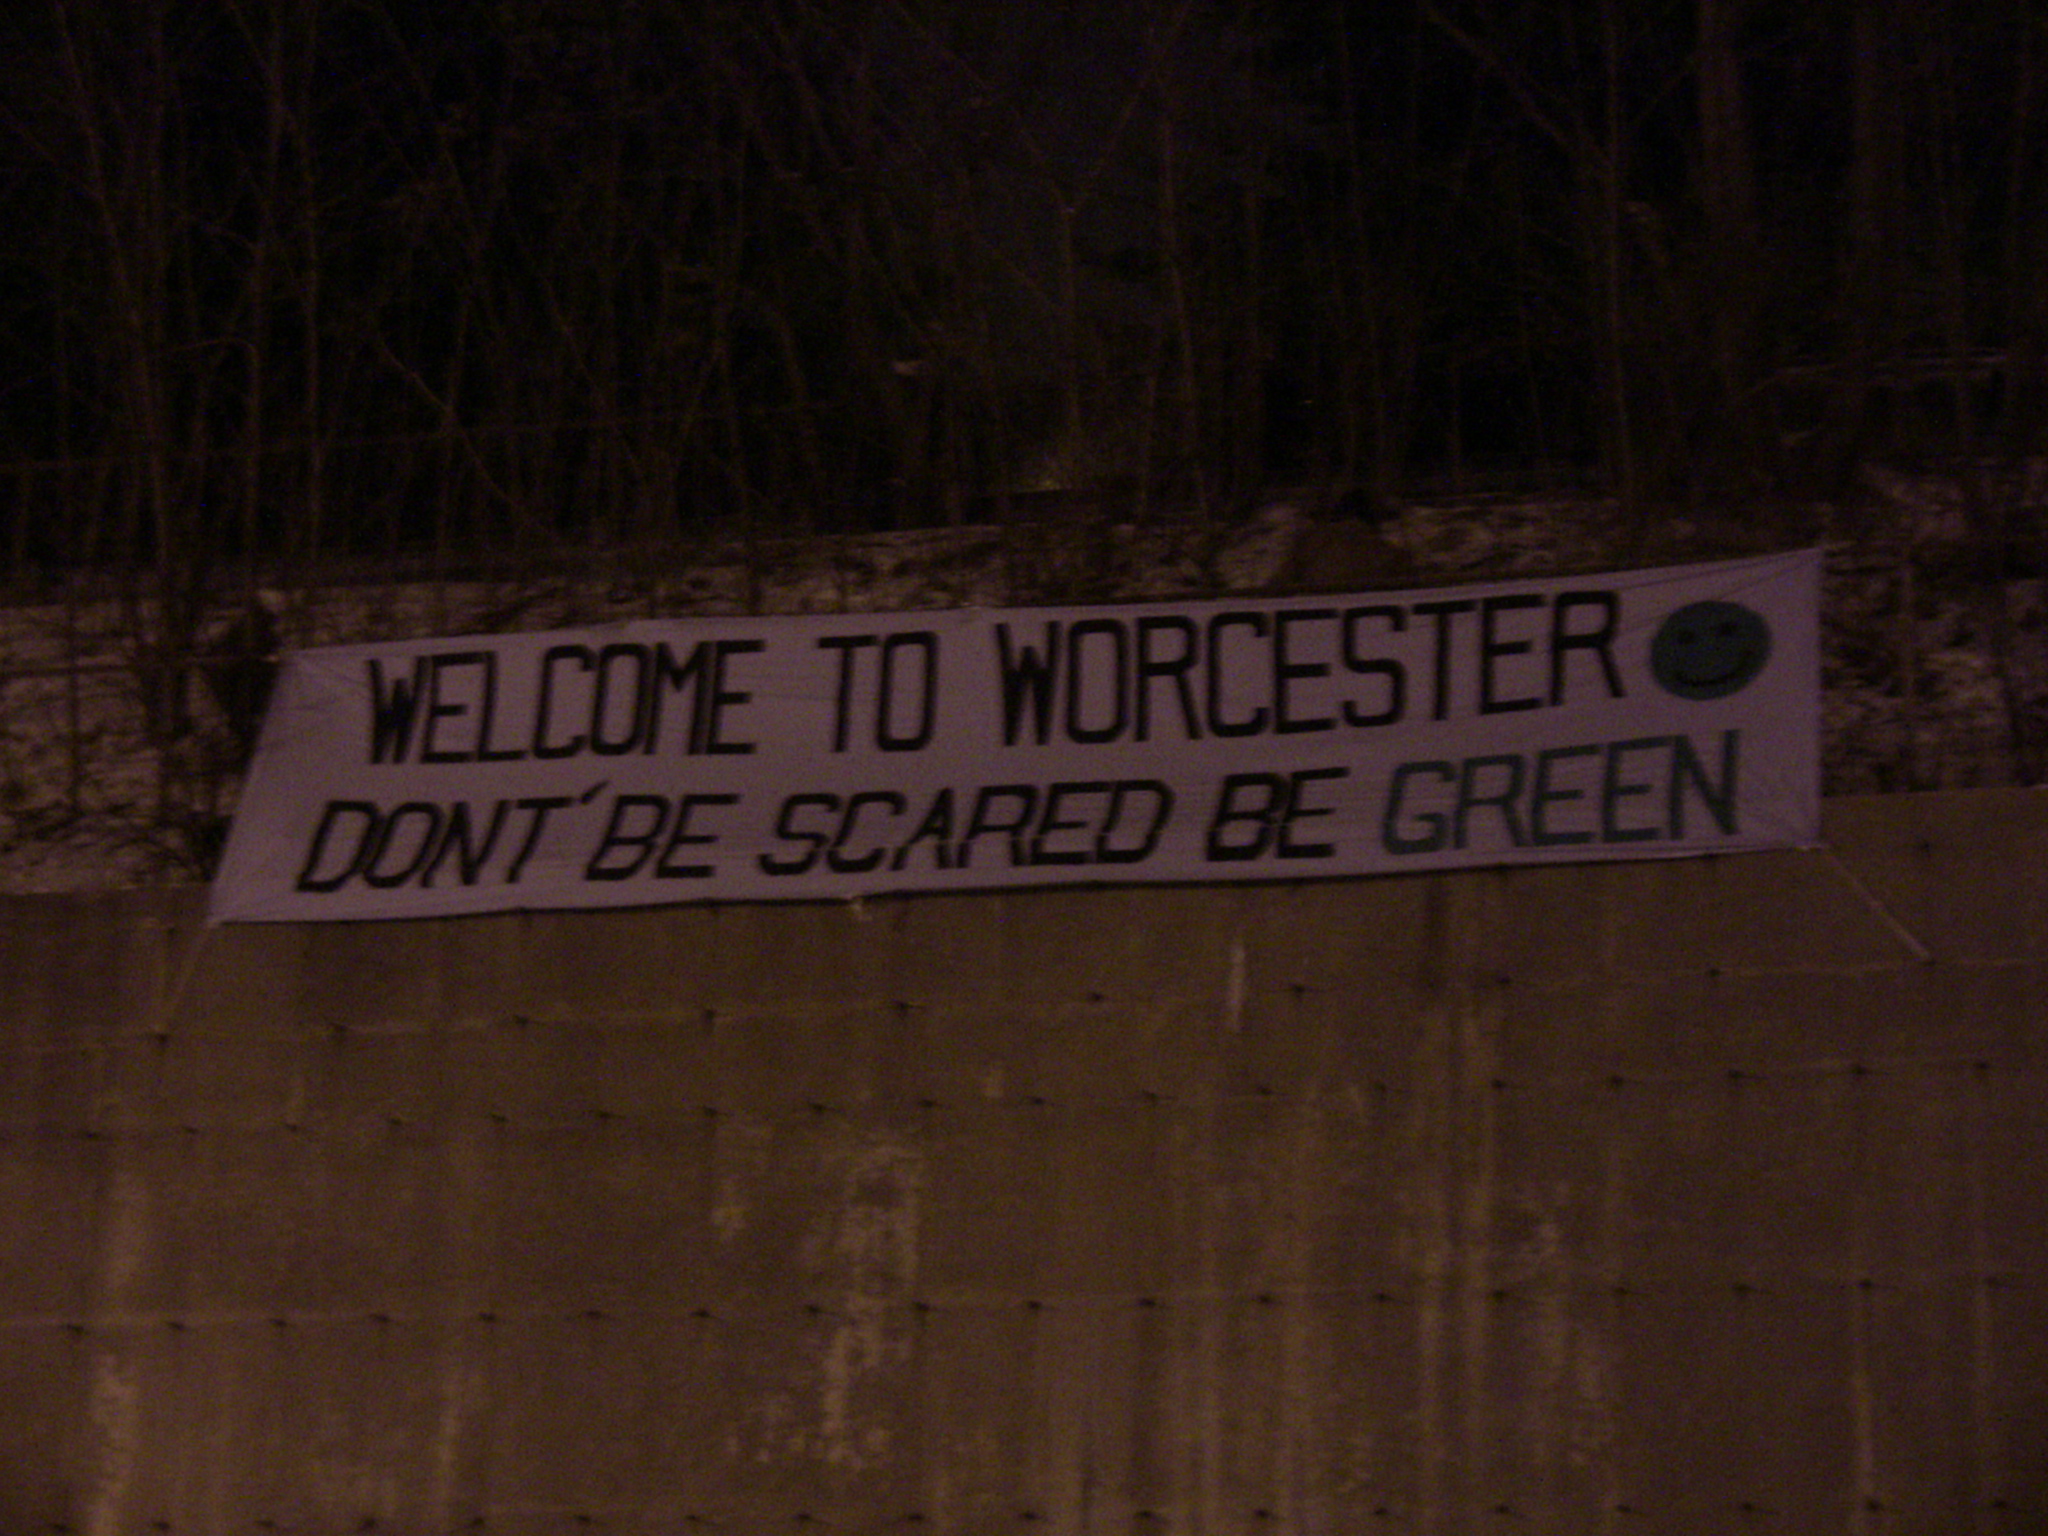 WELCOME TO WORCESTER
DONT' BE SCARED BE GREEN